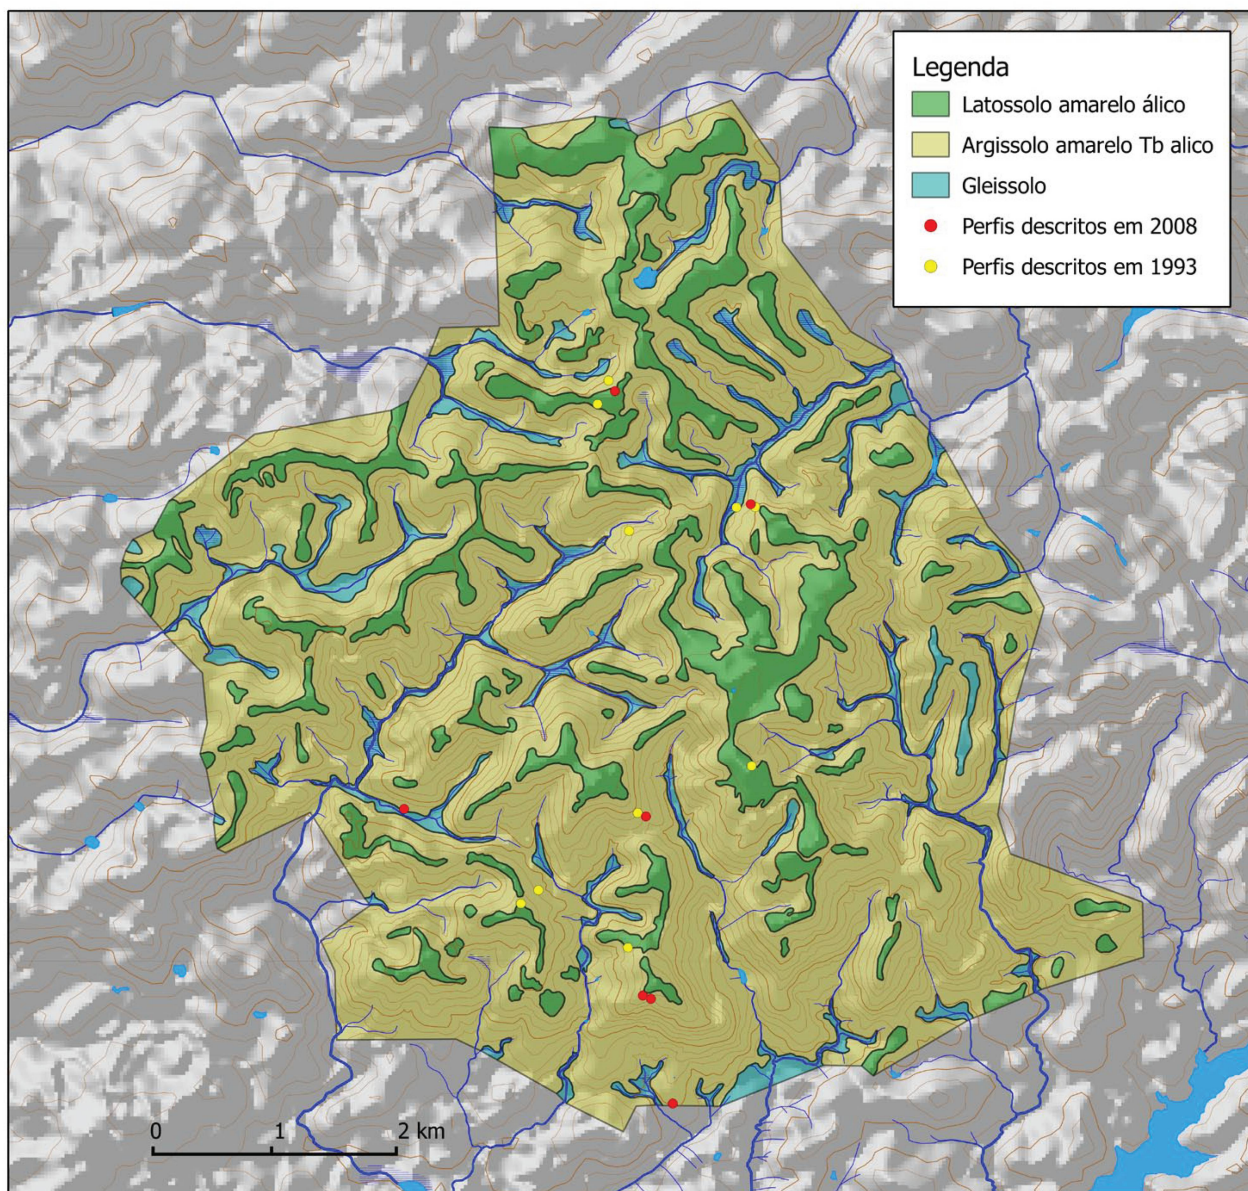 Legenda
Latossolo amarelo álico
Argissolo amarelo Tb alico
Gleissolo
Perfis descritos em 2008
Perfis descritos em 1993
0 1 2 km